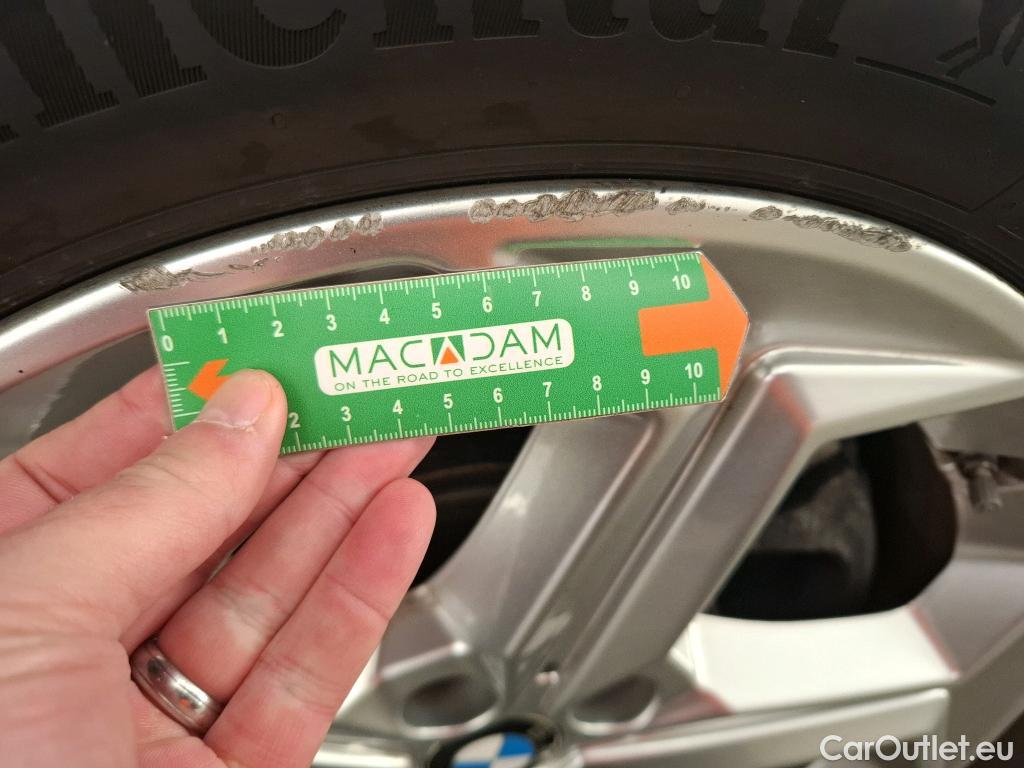 0 1 2 3 4 5 6 7 8 9 10
MACADAM
ON THE ROAD TO EXCELLENCE
2 3 4 5 6 7 8 9 10
CarOutlet.eu